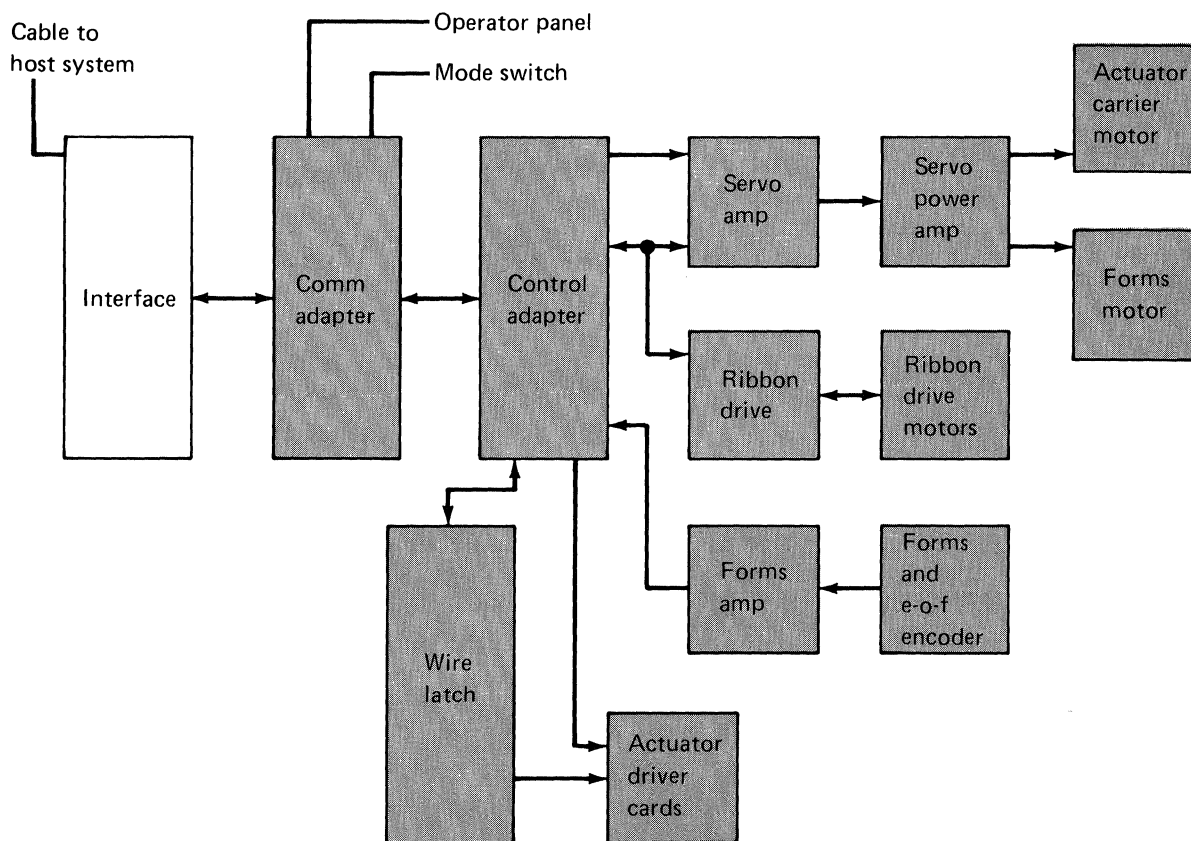 Cable to
host system
Operator panel
Mode switch
Interface
Comm
adapter
Control
adapter
Servo
amp
Servo
power
amp
Actuator
carrier
motor
Forms
motor
Ribbon
drive
Ribbon
drive
motors
Forms
amp
Forms
and
e-o-f
encoder
Wire
latch
Actuator
driver
cards